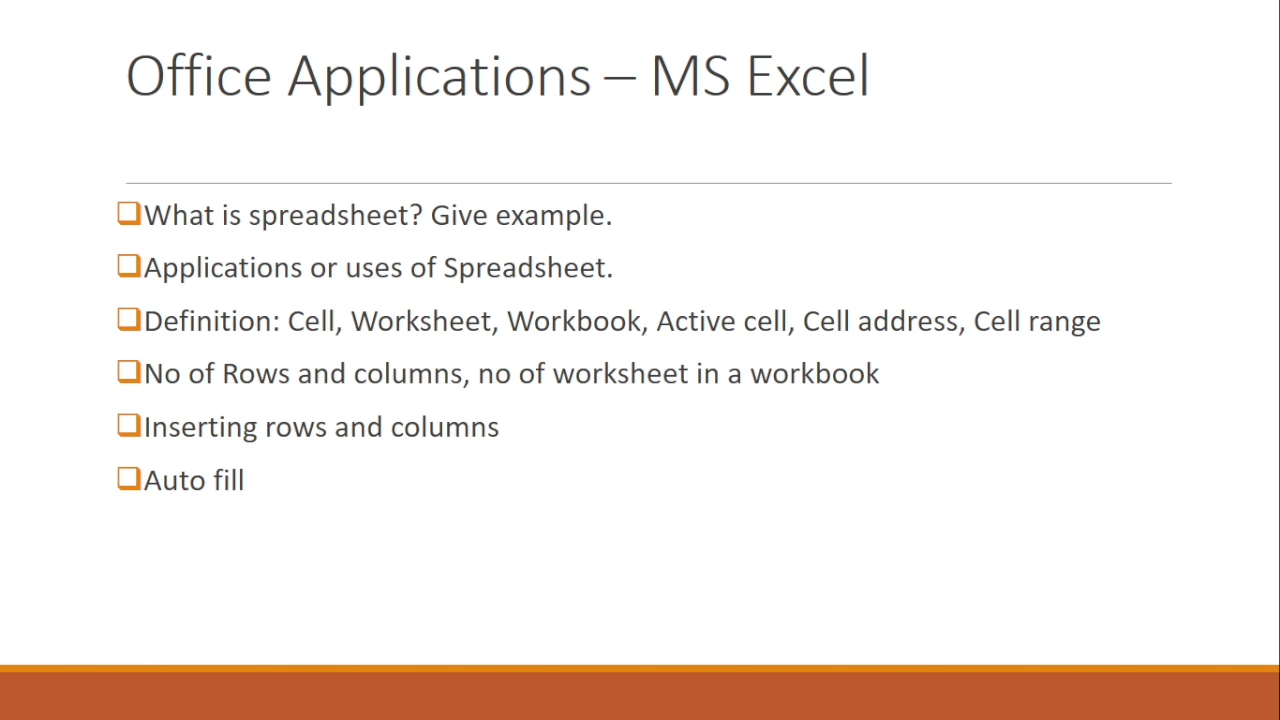 Office Applications – MS Excel
What is spreadsheet? Give example.
Applications or uses of Spreadsheet.
Definition: Cell, Worksheet, Workbook, Active cell, Cell address, Cell range
No of Rows and columns, no of worksheet in a workbook
Inserting rows and columns
Auto fill